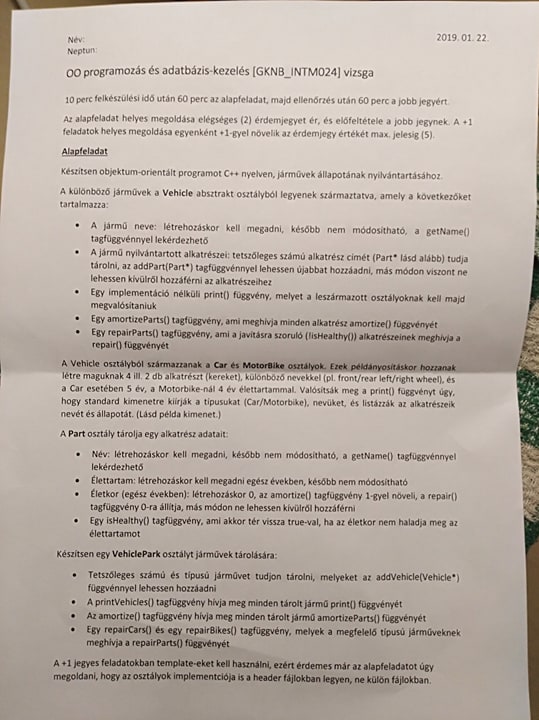 Név:
2019. 01. 22.
Neptun:
OO programozás és adatbázis-kezelés [GKNB_INTM024] vizsga
10 perc felkészülési idő után 60 perc az alapfeladat, majd ellenőrzés után 60 perc a jobb jegyért.
Az alapfeladat helyes megoldása elégséges (2) érdemjegyet ér, és előfeltétele a jobb jegynek. A +1
feladatok helyes megoldása egyenként +1-gyel növelik az érdemjegy értékét max. jelesig (5).
Alapfeladat
Készítsen objektum-orientált programot C++ nyelven, járművek állapotának nyilvántartásához.
A különböző járművek a Vehicle absztrakt osztályból legyenek származtatva, amely a következőket
tartalmazza:
• A jármű neve: létrehozáskor kell megadni, később nem módosítható, a getName()
tagfüggvénnyel lekérdezhető
• A jármű nyilvántartott alkatrészei: tetszőleges számú alkatrész címét (Part* lásd alább) tudja
tárolni, az addPart(Part*) tagfüggvénnyel lehessen újabbat hozzáadni, más módon viszont ne
lehessen kívülről hozzáférni az alkatrészeihez
• Egy implementáció nélküli print() függvény, melyet a leszármazott osztályoknak kell majd
megvalósítaniuk
• Egy amortizeParts() tagfüggvény, ami meghívja minden alkatrész amortize() függvényét
• Egy repairParts() tagfüggvény, ami a javításra szoruló (!isHealthy()) alkatrészeinek meghívja a
repair() függvényét
A Vehicle osztályból származzanak a Car és MotorBike osztályok. Ezek példányosításkor hozzanak
létre maguknak 4 ill. 2 db alkatrészt (kereket), különböző nevekkel (pl. front/rear left/right wheel), és
a Car esetében 5 év, a Motorbike-nál 4 év élettartammal. Valósítsák meg a print() függvényt úgy,
hogy standard kimenetre kiírják a típusukat (Car/Motorbike), nevüket, és listázzák az alkatrészeik
nevét és állapotát. (Lásd példa kimenet.)
A Part osztály tárolja egy alkatrész adatait:
• Név: létrehozáskor kell megadni, később nem módosítható, a getName() tagfüggvénnyel
lekérdezhető
• Élettartam: létrehozáskor kell megadni egész években, később nem módosítható
• Életkor (egész években): létrehozáskor 0, az amortize() tagfüggvény 1-gyel növeli, a repair()
tagfüggvény 0-ra állítja, más módon ne lehessen kívülről hozzáférni
• Egy isHealthy() tagfüggvény, ami akkor tér vissza true-val, ha az életkor nem haladja meg az
élettartamot
Készítsen egy VehiclePark osztályt járművek tárolására:
• Tetszőleges számú és típusú járművet tudjon tárolni, melyeket az addVehicle(Vehicle*)
függvénnyel lehessen hozzáadni
• A printVehicles() tagfüggvény hívja meg minden tárolt jármű print() függvényét
• Az amortize() tagfüggvény hívja meg minden tárolt jármű amortizeParts() függvényét
• Egy repairCars() és egy repairBikes() tagfüggvény, melyek a megfelelő típusú járműveknek
meghívja a repairParts() függvényét
A +1 jegyes feladatokban template-eket kell használni, ezért érdemes már az alapfeladatot úgy
megoldani, hogy az osztályok implementciója is a header fájlokban legyen, ne külön fájlokban.